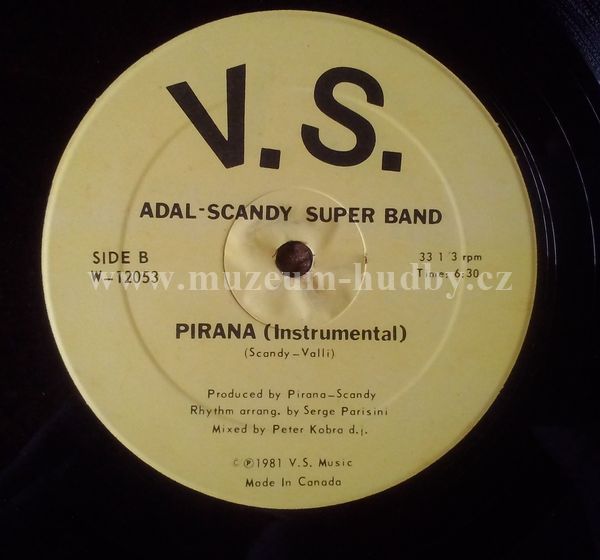 V.S.
ADAL-SCANDY SUPER BAND
SIDE B
W-12053
33 1/3 rpm
Time: 6:30
www.muzeum-hudby.cz
PIRANA (Instrumental)
(Scandy-Valli)
Produced by Pirana-Scandy
Rhythm arrang. by Serge Parisini
Mixed by Peter Kobra d.j.
© ℗ 1981 V.S. Music
Made In Canada